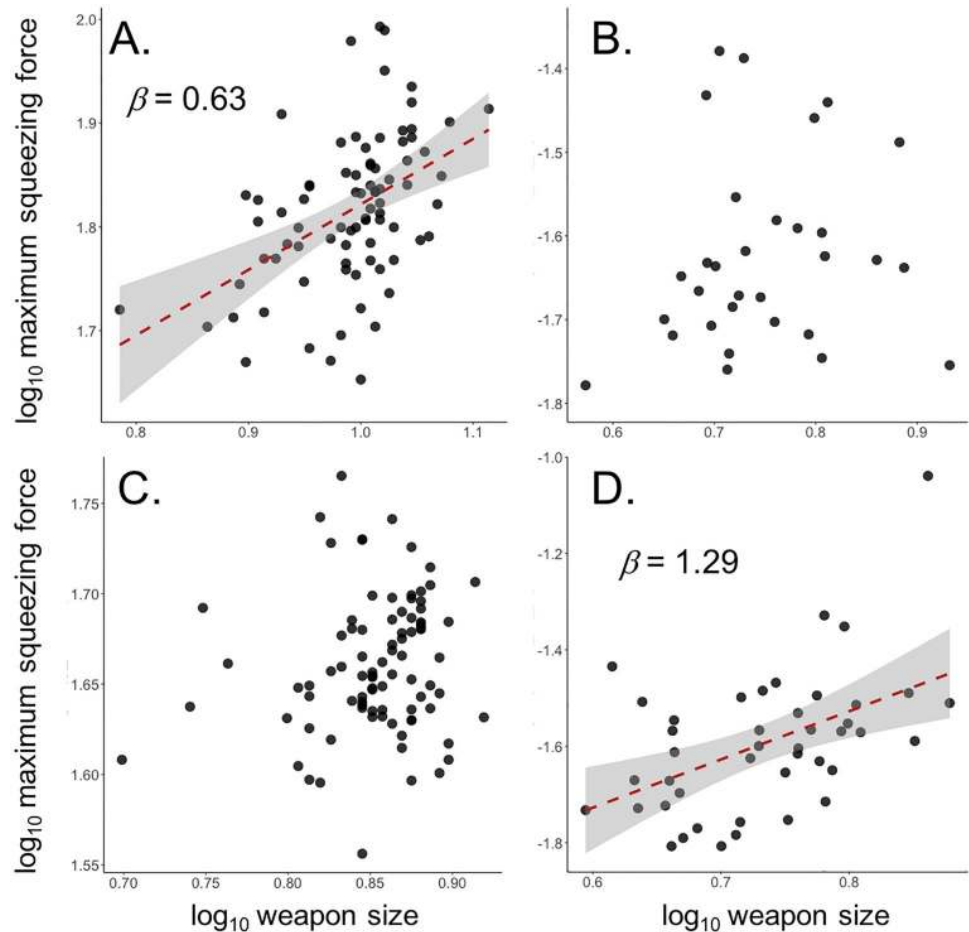 A.
β = 0.63
2.0
1.9
1.8
1.7
0.8 0.9 1.0 1.1
log₁₀ maximum squeezing force
B.
-1.4
-1.5
-1.6
-1.7
-1.8
0.6 0.7 0.8 0.9
C.
1.75
1.70
1.65
1.60
1.55
0.70 0.75 0.80 0.85 0.90
log₁₀ maximum squeezing force
log₁₀ weapon size
D.
β = 1.29
-1.0
-1.2
-1.4
-1.6
-1.8
0.6 0.7 0.8
log₁₀ weapon size